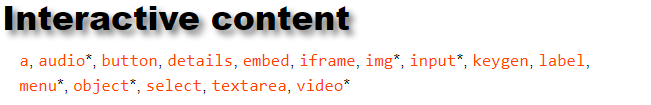 Interactive content
a, audio*, button, details, embed, iframe, img*, input*, keygen, label,
menu*, object*, select, textarea, video*